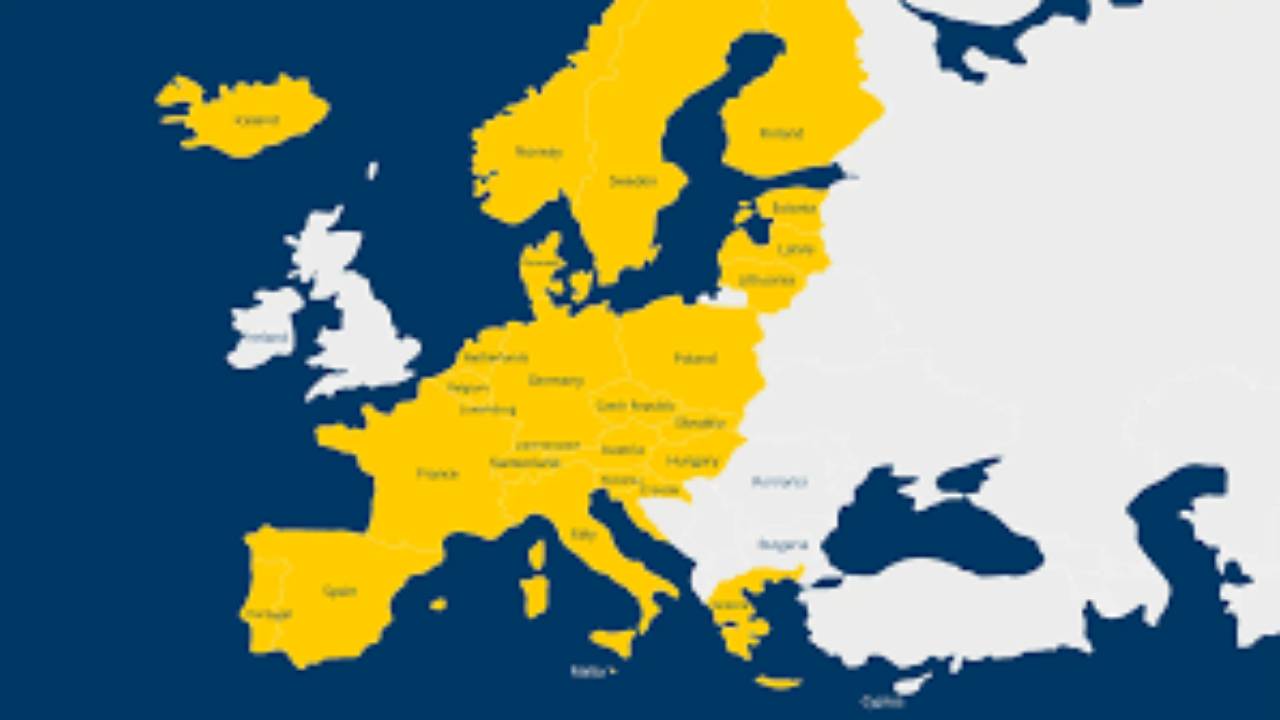 Iceland
Norway
Finland
Sweden
Estonia
Latvia
Denmark
Lithuania
Ireland
Netherlands
Poland
Germany
Belgium
Luxemburg
Czech Republic
Slovakia
Austria
Liechtenstein
Hungary
Switzerland
France
Romania
Croatia
Italy
Bulgaria
Spain
Greece
Portugal
Malta
Cyprus